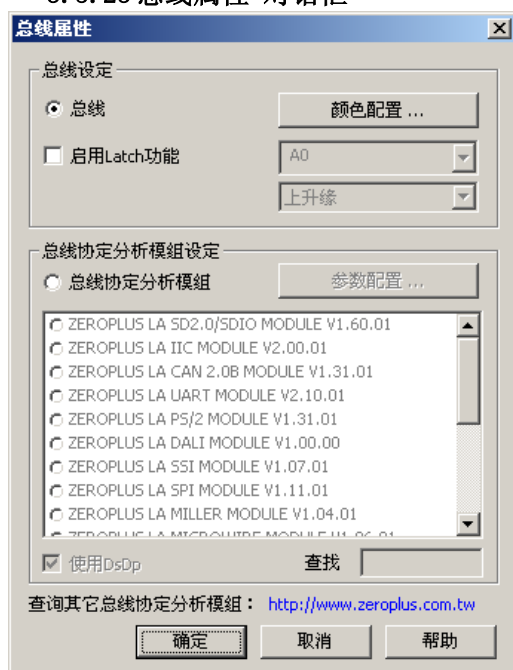 总线属性
总线设定
总线
颜色配置 ...
启用Latch功能
A0
上升缘
总线协定分析模组设定
总线协定分析模组
参数配置 ...
ZEROPLUS LA SD2.0/SDIO MODULE V1.60.01
ZEROPLUS LA IIC MODULE V2.00.01
ZEROPLUS LA CAN 2.0B MODULE V1.31.01
ZEROPLUS LA UART MODULE V2.10.01
ZEROPLUS LA PS/2 MODULE V1.31.01
ZEROPLUS LA DALI MODULE V1.00.00
ZEROPLUS LA SSI MODULE V1.07.01
ZEROPLUS LA SPI MODULE V1.11.01
ZEROPLUS LA MILLER MODULE V1.04.01
ZEROPLUS LA MICROWIRE MODULE
使用DsDp
查找
查询其它总线协定分析模组： http://www.zeroplus.com.tw
确定
取消
帮助